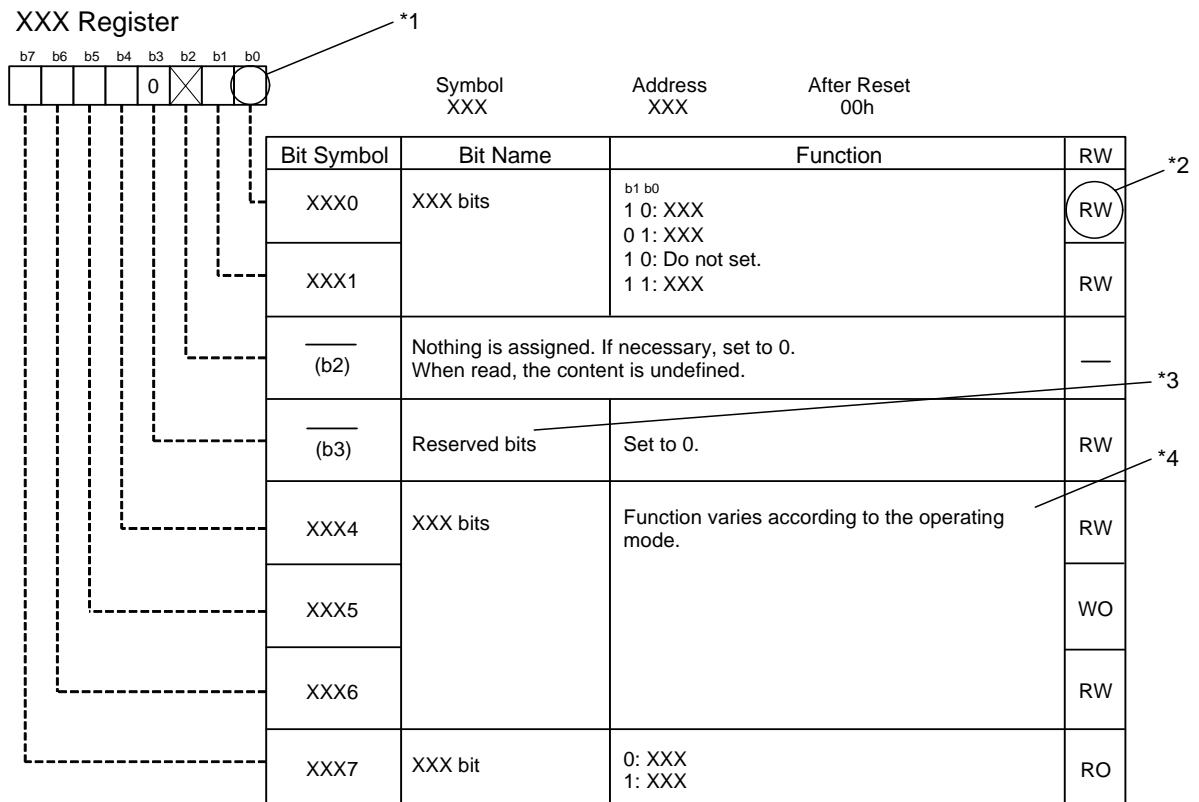 XXX Register
*1
b7 b6 b5 b4 b3 b2 b1 b0
0
Symbol Address After Reset
XXX XXX 00h
Bit Symbol Bit Name Function RW
*2
XXX0 XXX bits
b1 b0
1 0: XXX
0 1: XXX
1 0: Do not set.
1 1: XXX
RW
XXX1 RW
(b2)
Nothing is assigned. If necessary, set to 0.
When read, the content is undefined.
—
*3
(b3) Reserved bits Set to 0. RW
*4
XXX4 XXX bits
Function varies according to the operating
mode.
RW
XXX5 WO
XXX6 RW
XXX7 XXX bit
0: XXX
1: XXX
RO